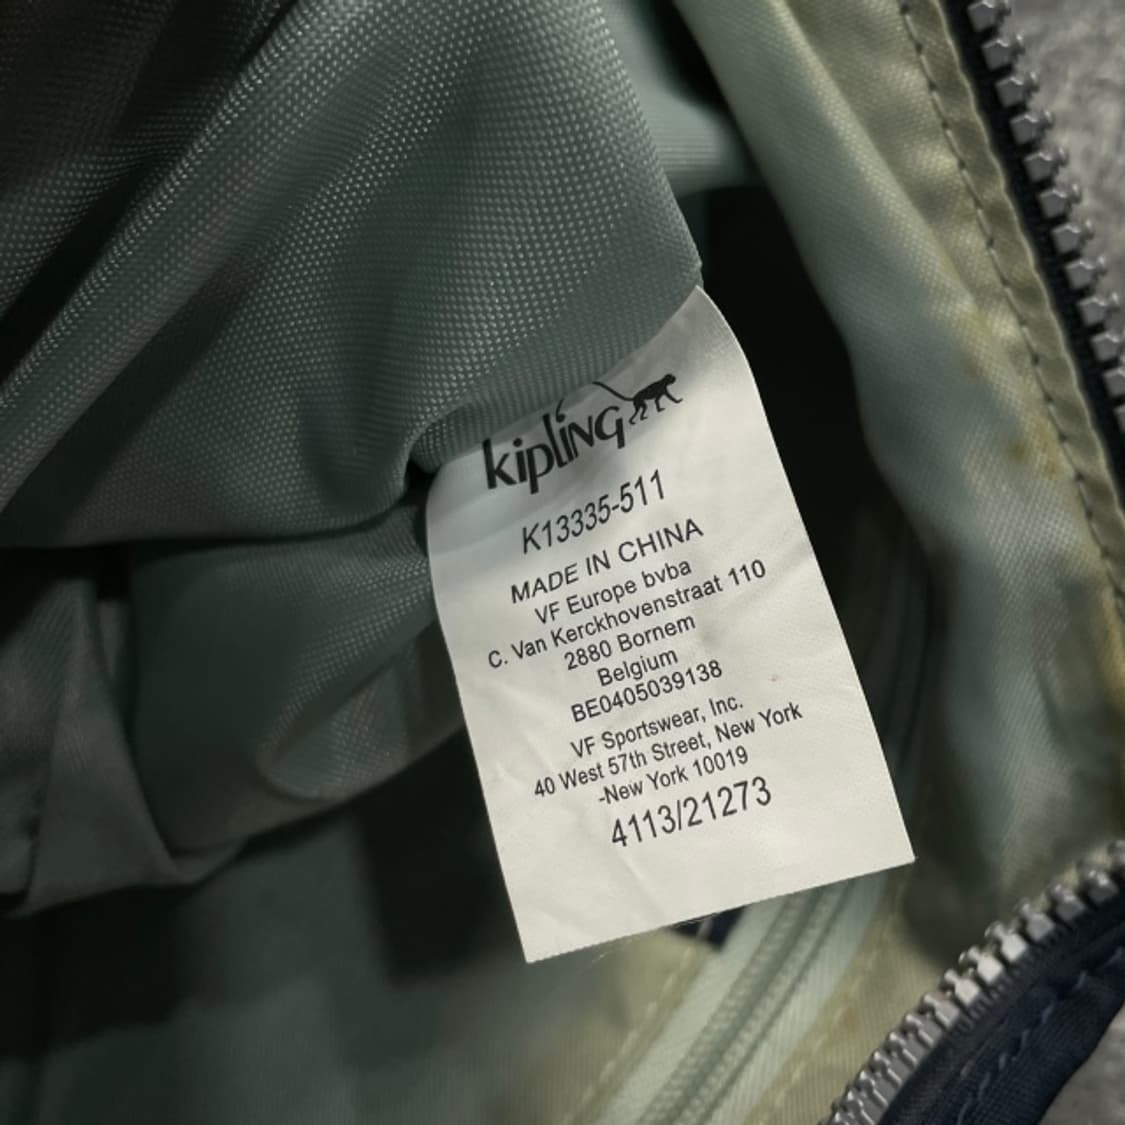 kipling
K13335-511
MADE IN CHINA
VF Europe bvba
C. Van Kerckhovenstraat 110
2880 Bornem
Belgium
BE0405039138
VF Sportswear, Inc.
40 West 57th Street, New York
-New York 10019
4113/21273